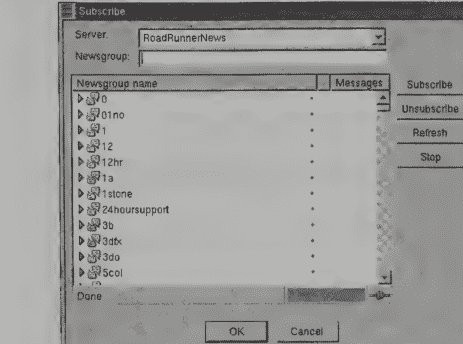 Subscribe
Server: RoadRunnerNews
Newsgroup:
Newsgroup name Messages
0
01no
1
12
12hr
1a
1stone
24hoursupport
3b
3dfx
3do
5col
Subscribe
Unsubscribe
Refresh
Stop
Done
OK Cancel